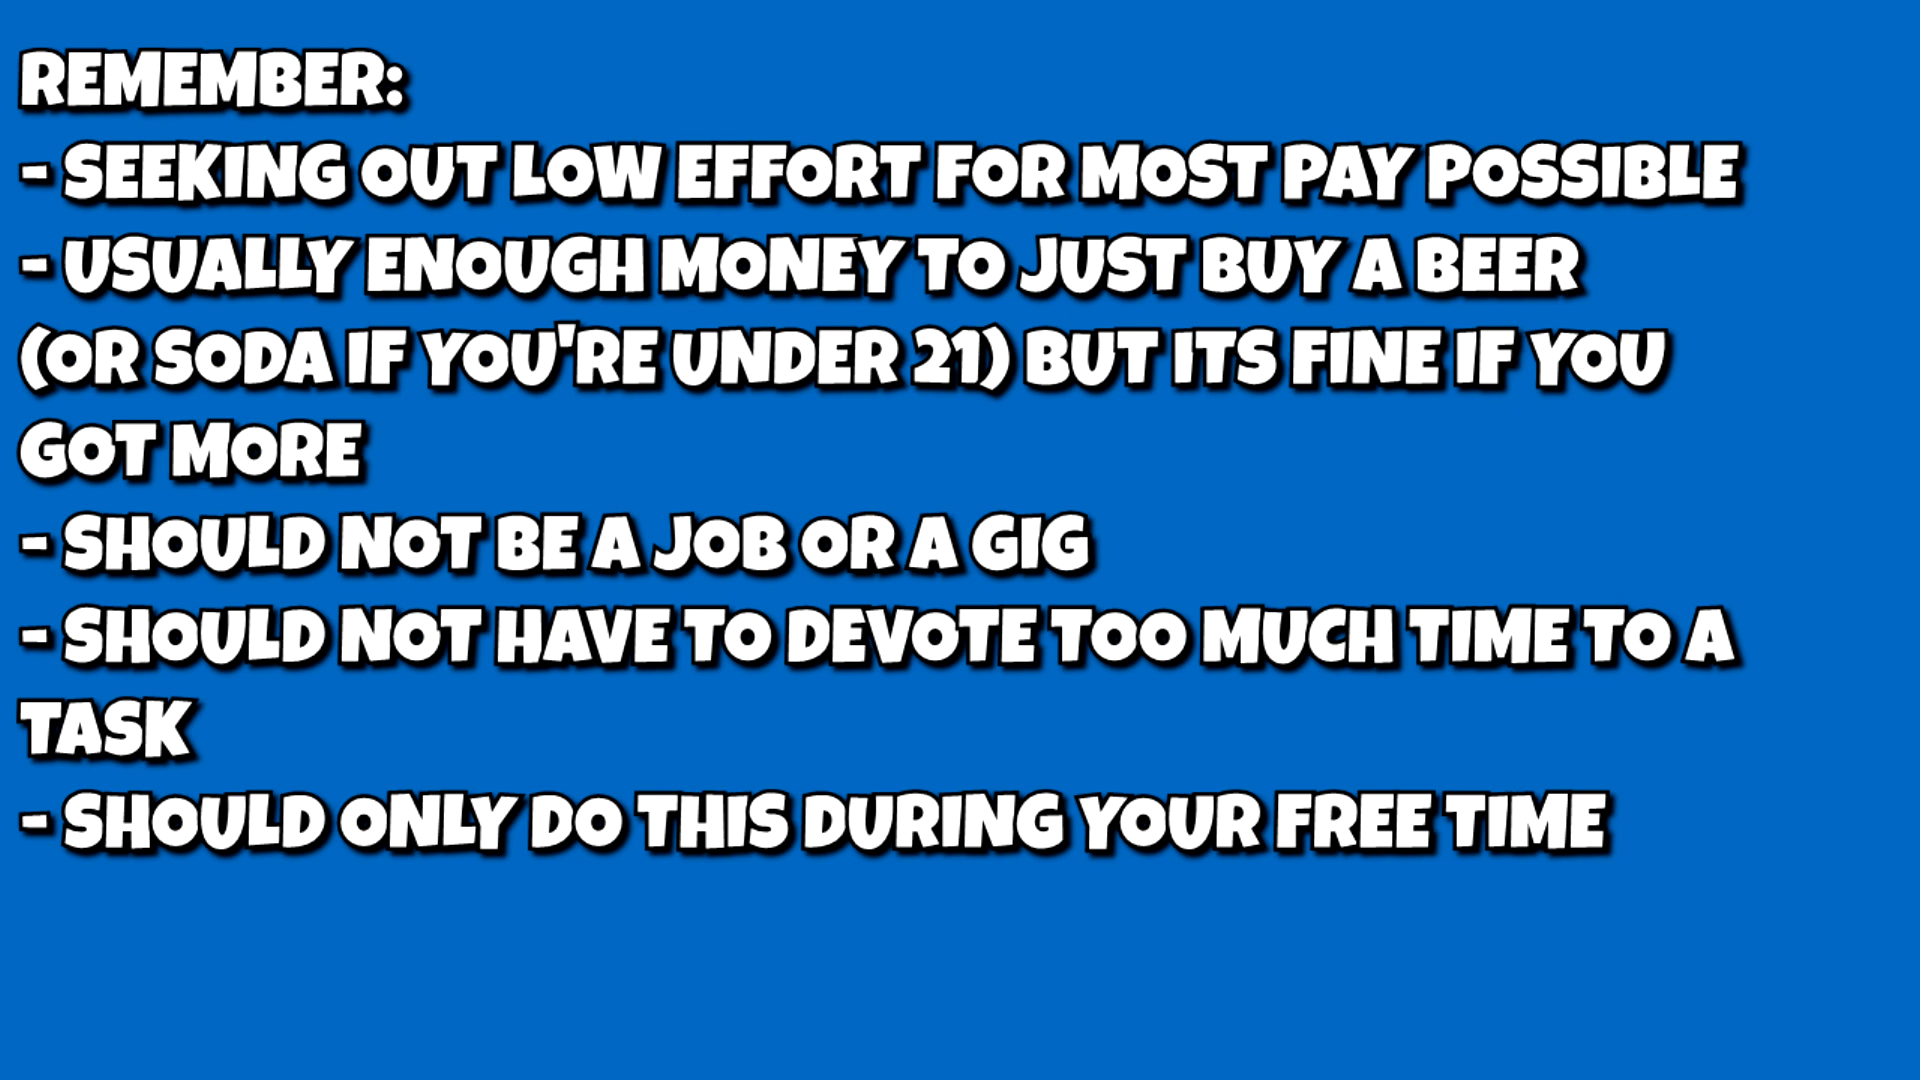 REMEMBER:
- SEEKING OUT LOW EFFORT FOR MOST PAY POSSIBLE
- USUALLY ENOUGH MONEY TO JUST BUY A BEER
(OR SODA IF YOU'RE UNDER 21) BUT ITS FINE IF YOU
GOT MORE
- SHOULD NOT BE A JOB OR A GIG
- SHOULD NOT HAVE TO DEVOTE TOO MUCH TIME TO A
TASK
- SHOULD ONLY DO THIS DURING YOUR FREE TIME